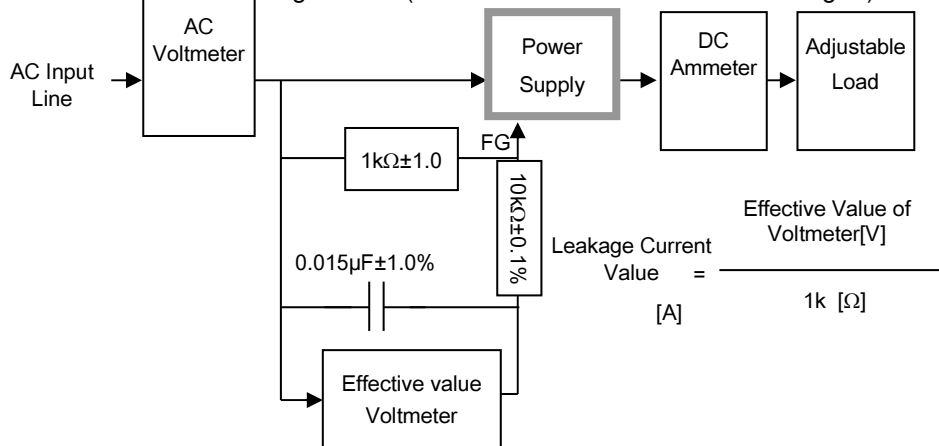 AC
Voltmeter
AC Input
Line
Power
Supply
DC
Ammeter
Adjustable
Load
FG
1kΩ±1.0
10kΩ±0.1%
0.015µF±1.0%
Effective value
Voltmeter
Leakage Current
Value
[A]
=
Effective Value of
Voltmeter[V]
1k [Ω]